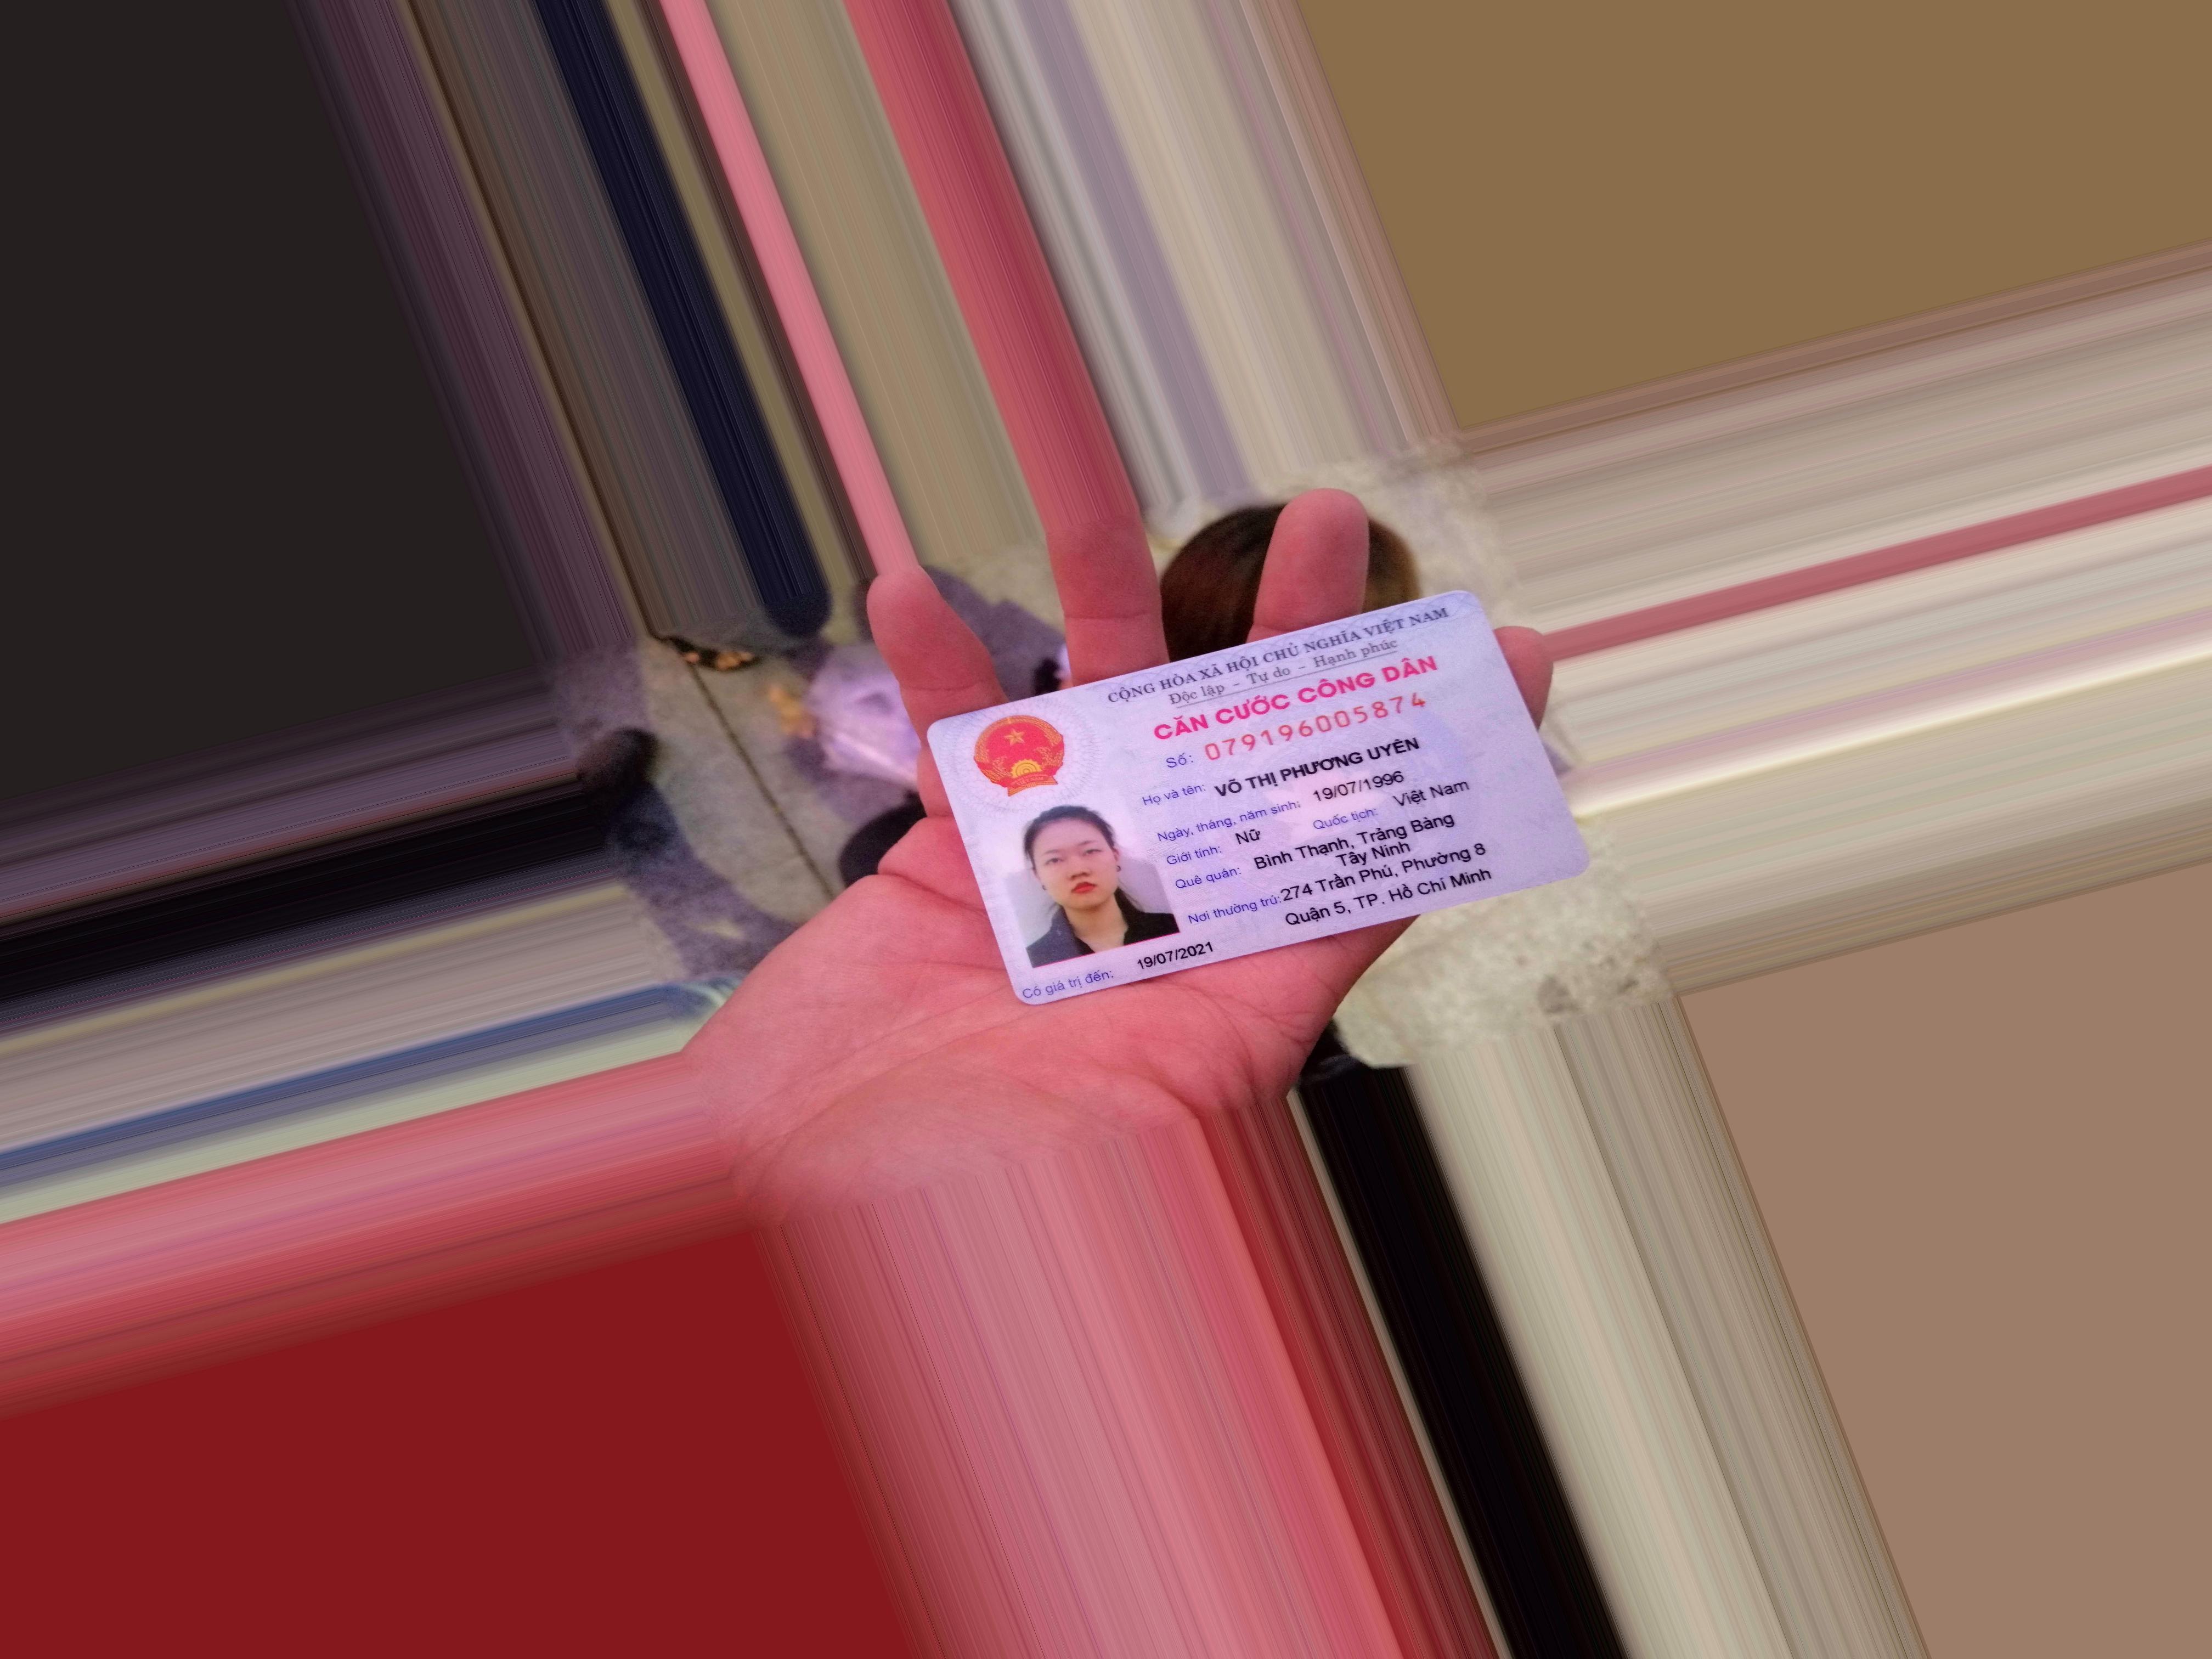 CỘNG HÒA XÃ HỘI CHỦ NGHĨA VIỆT NAM
Độc lập – Tự do – Hạnh phúc
CĂN CƯỚC CÔNG DÂN
Số: 079196005874
Họ và tên: VÕ THỊ PHƯƠNG UYÊN
Ngày, tháng, năm sinh: 19/07/1996
Giới tính: Nữ Quốc tịch: Việt Nam
Quê quán: Bình Thạnh, Trảng Bàng
Tây Ninh
Nơi thường trú: 274 Trần Phú, Phường 8
Quận 5, TP. Hồ Chí Minh
Có giá trị đến: 19/07/2021